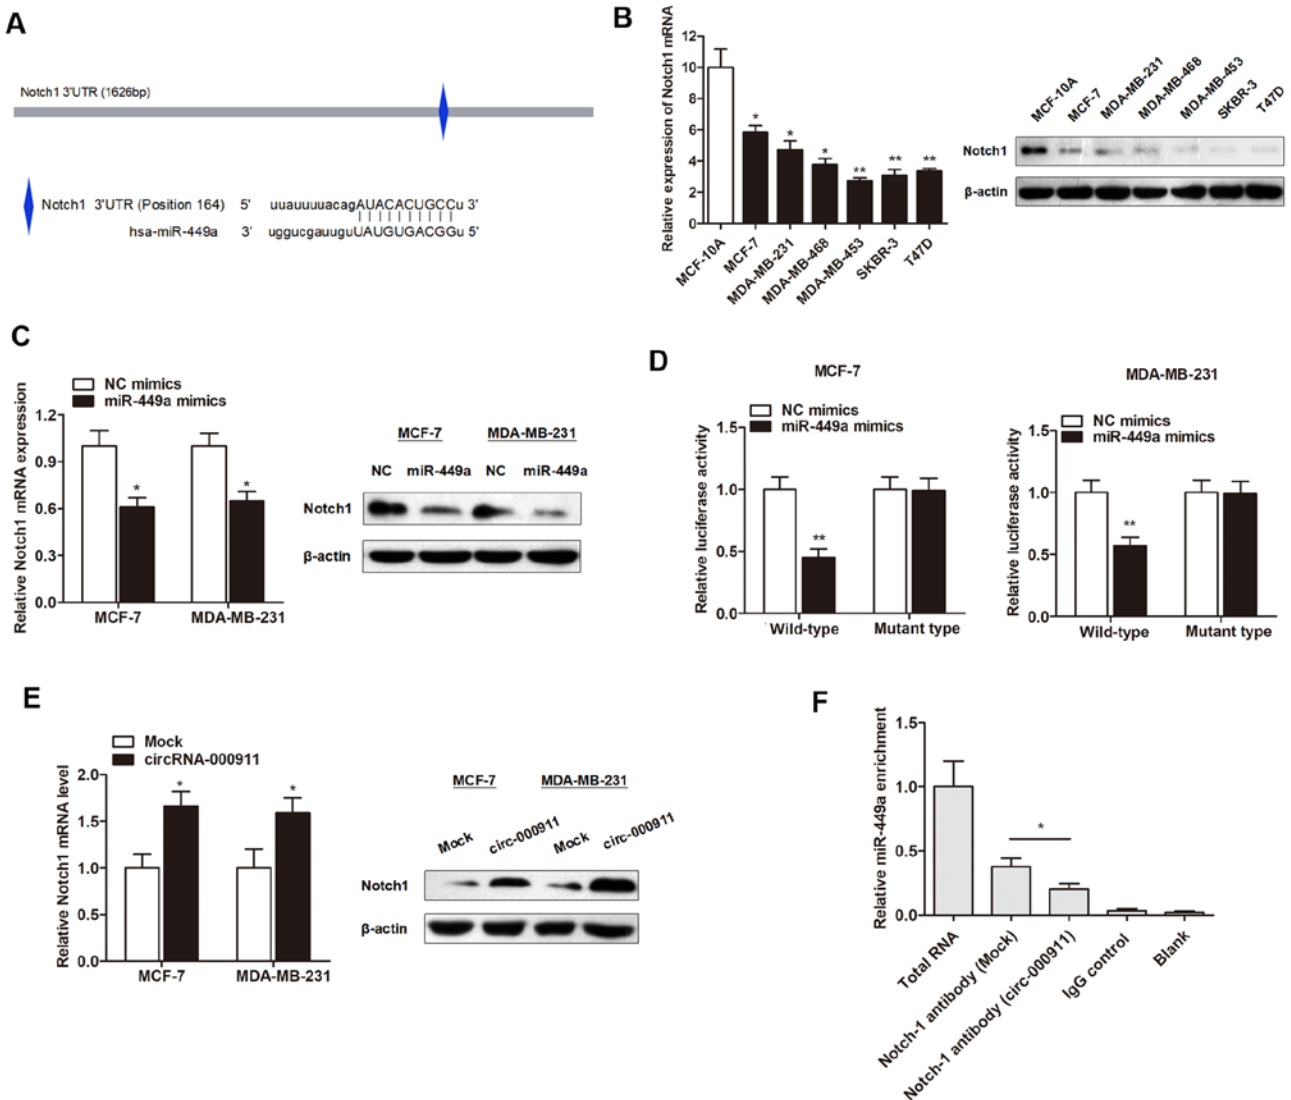 A
Notch1 3'UTR (1626bp)
Notch1 3'UTR (Position 164) 5' uuauuuuacagAUACACUGCCu 3'
hsa-miR-449a 3' uggucgauuguUAUGUGACGGu 5'
B
Relative expression of Notch1 mRNA
12
10
8
6
4
2
0
* * * ** ** **
MCF-10A
MCF-7
MDA-MB-231
MDA-MB-468
MDA-MB-453
SKBR-3
T47D
MCF-10A
MCF-7
MDA-MB-231
MDA-MB-468
MDA-MB-453
SKBR-3
T47D
Notch1
β-actin
C
NC mimics
miR-449a mimics
Relative Notch1 mRNA expression
1.2
0.9
0.6
0.3
0.0
* *
MCF-7 MDA-MB-231
MCF-7 MDA-MB-231
NC miR-449a NC miR-449a
Notch1
β-actin
D
MCF-7
NC mimics
miR-449a mimics
Relative luciferase activity
1.5
1.0
0.5
0.0
**
Wild-type Mutant type
MDA-MB-231
NC mimics
miR-449a mimics
Relative luciferase activity
1.5
1.0
0.5
0.0
**
Wild-type Mutant type
E
Mock
circRNA-000911
Relative Notch1 mRNA level
2.0
1.5
1.0
0.5
0.0
* *
MCF-7 MDA-MB-231
MCF-7 MDA-MB-231
Mock circ-000911 Mock circ-000911
Notch1
β-actin
F
Relative miR-449a enrichment
1.5
1.0
0.5
0.0
*
Total RNA
Notch-1 antibody (Mock)
Notch-1 antibody (circ-000911)
IgG control
Blank